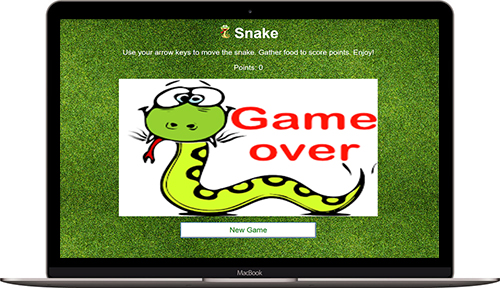 Snake
Use your arrow keys to move the snake. Gather food to score points. Enjoy!
Points: 0
Game
over
New Game
MacBook